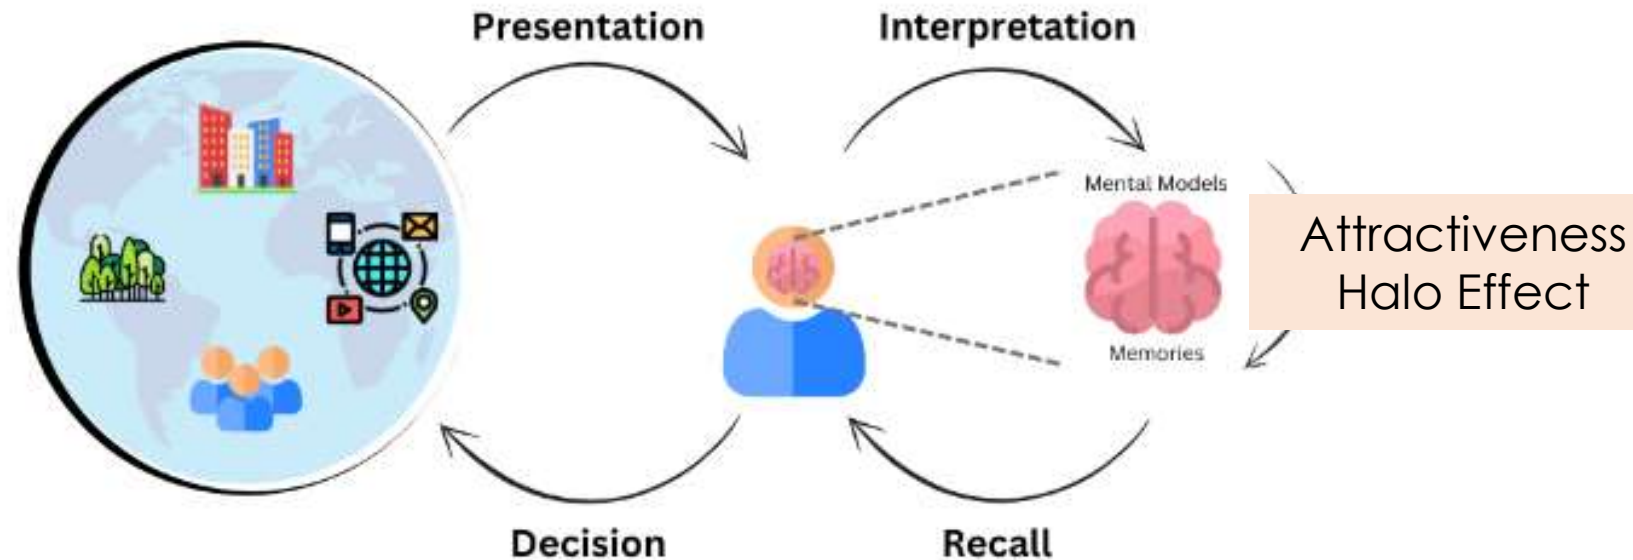 Presentation
Interpretation
Mental Models
Attractiveness
Halo Effect
Memories
Decision
Recall